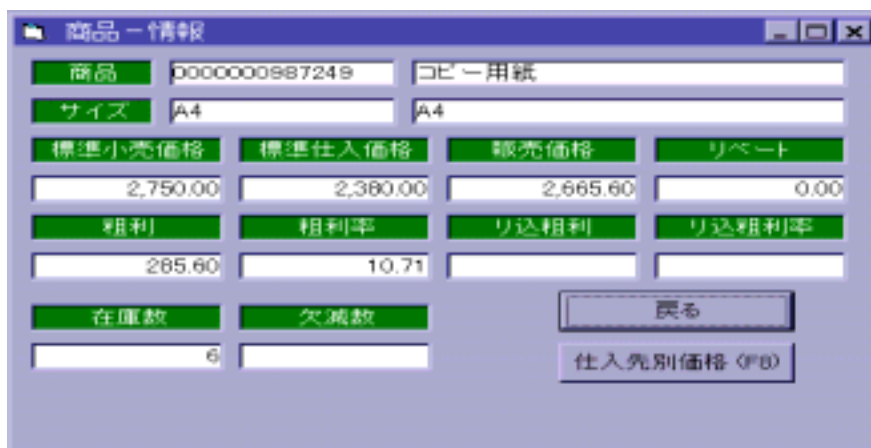 商品－情報
商品 0000000987249 コピー用紙
サイズ A4 A4
標準小売価格 標準仕入価格 販売価格 リベート
2,750.00 2,380.00 2,665.60 0.00
粗利 粗利率 リ込粗利 リ込粗利率
285.60 10.71
戻る
在庫数 欠減数
6
仕入先別価格 (F8)